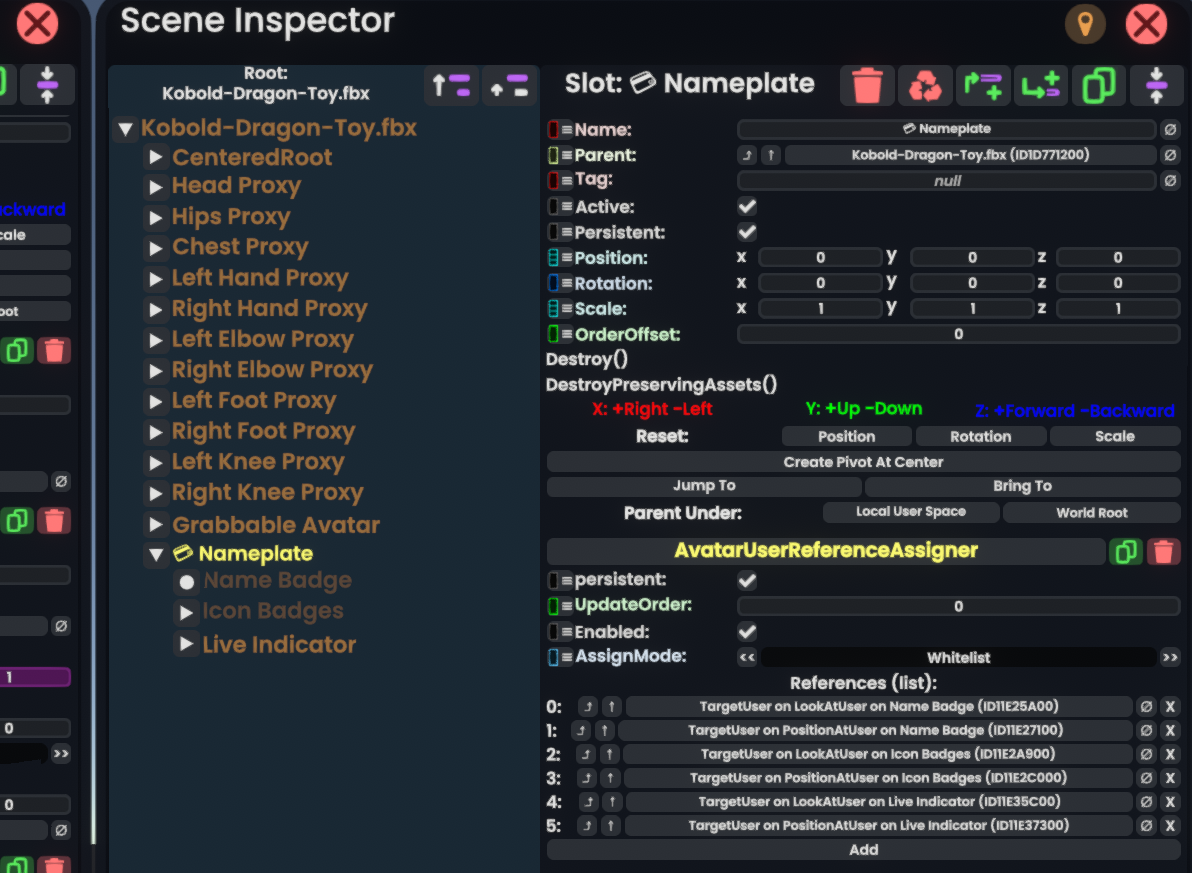 Scene Inspector
Root:
Kobold-Dragon-Toy.fbx
Kobold-Dragon-Toy.fbx
CenteredRoot
Head Proxy
Hips Proxy
Chest Proxy
Left Hand Proxy
Right Hand Proxy
Left Elbow Proxy
Right Elbow Proxy
Left Foot Proxy
Right Foot Proxy
Left Knee Proxy
Right Knee Proxy
Grabbable Avatar
Nameplate
Name Badge
Icon Badges
Live Indicator
Slot: 💳 Nameplate
Name: 💳 Nameplate Ø
Parent: ⤴ ↑ Kobold-Dragon-Toy.fbx (ID1D771200) Ø
Tag: null Ø
Active:
Persistent:
Position: x 0 y 0 z 0
Rotation: x 0 y 0 z 0
Scale: x 1 y 1 z 1
OrderOffset: 0
Destroy()
DestroyPreservingAssets()
X: +Right -Left Y: +Up -Down Z: +Forward -Backward
Reset: Position Rotation Scale
Create Pivot At Center
Jump To Bring To
Parent Under: Local User Space World Root
AvatarUserReferenceAssigner
persistent:
UpdateOrder: 0
Enabled:
AssignMode: << Whitelist >>
References (list):
0: ⤴ ↑ TargetUser on LookAtUser on Name Badge (ID11E25A00) Ø X
1: ⤴ ↑ TargetUser on PositionAtUser on Name Badge (ID11E27100) Ø X
2: ⤴ ↑ TargetUser on LookAtUser on Icon Badges (ID11E2A900) Ø X
3: ⤴ ↑ TargetUser on PositionAtUser on Icon Badges (ID11E2C000) Ø X
4: ⤴ ↑ TargetUser on LookAtUser on Live Indicator (ID11E35C00) Ø X
5: ⤴ ↑ TargetUser on PositionAtUser on Live Indicator (ID11E37300) Ø X
Add
ackward
cale
oot
Ø
Ø
1
0
>>
0
Ø